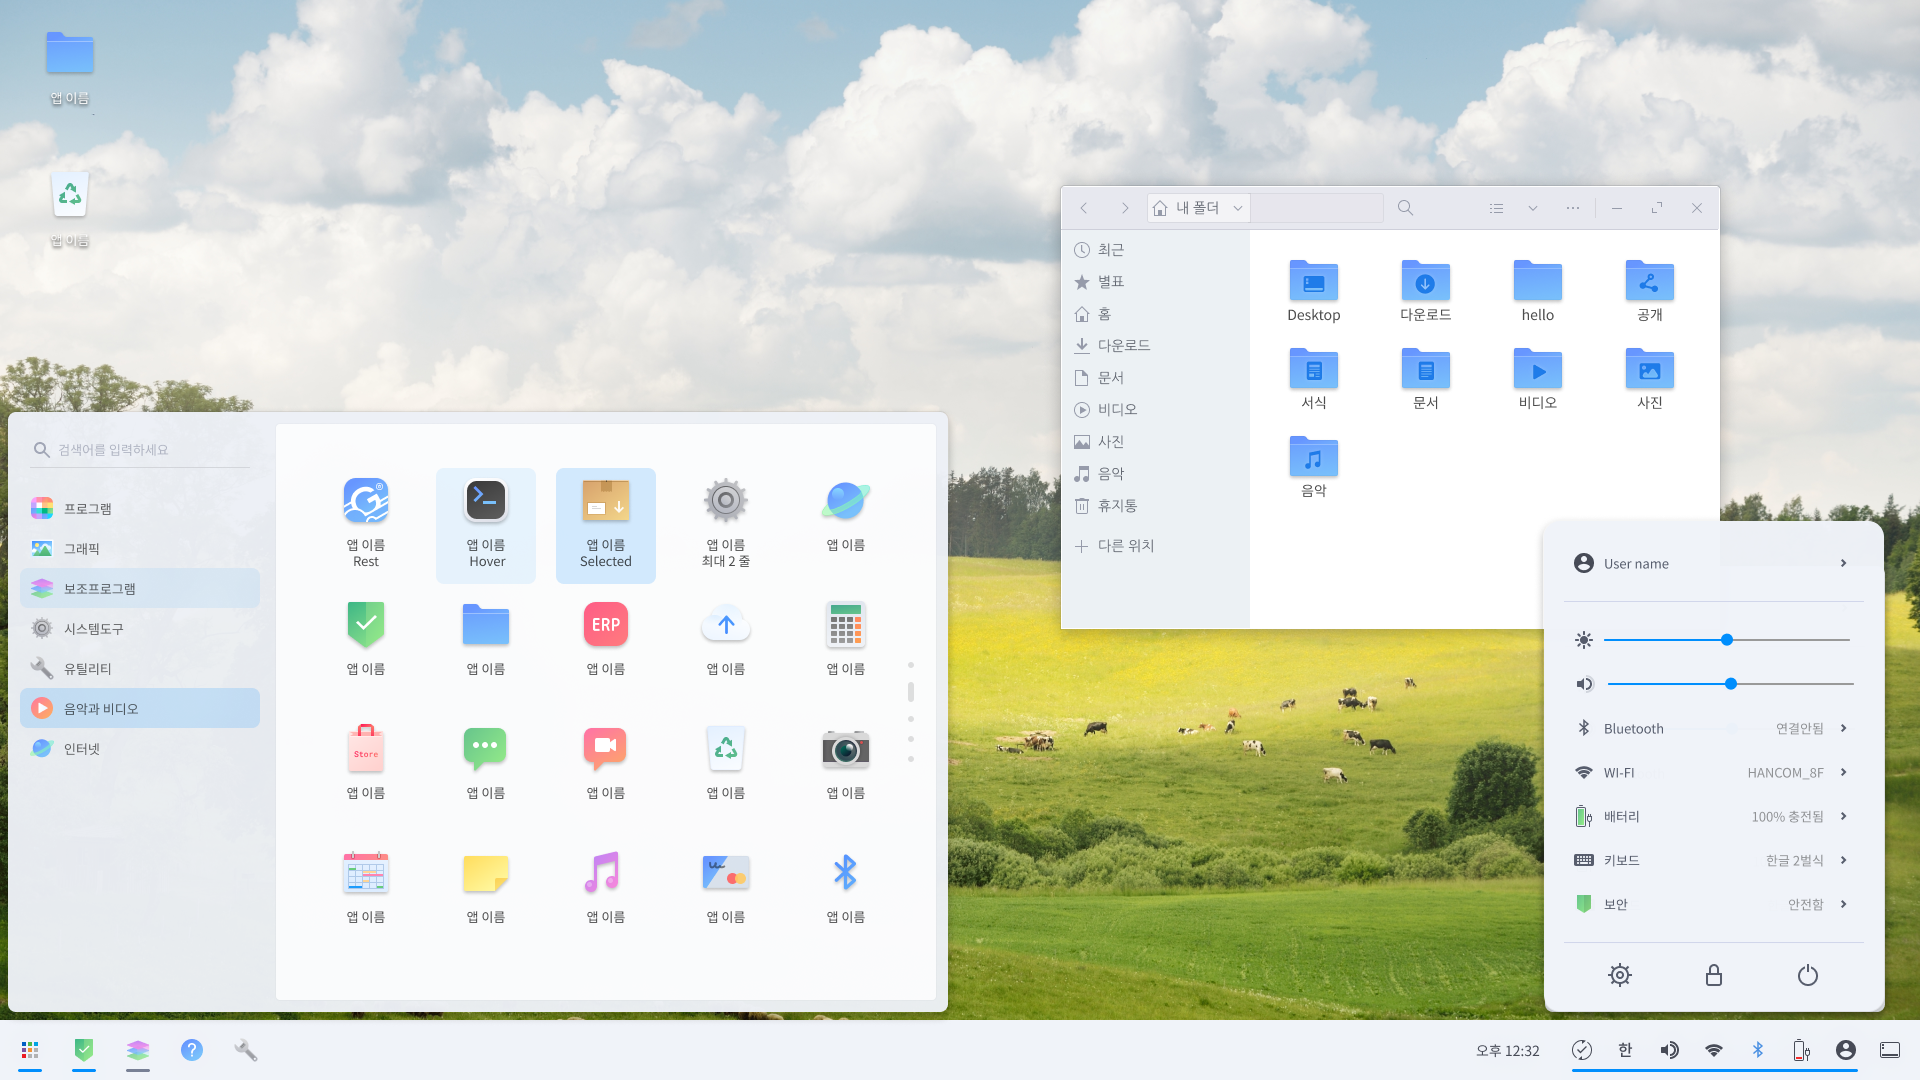 앱 이름
앱 이름
내 폴더
최근
별표
홈
다운로드
문서
비디오
사진
음악
휴지통
다른 위치
Desktop
다운로드
hello
공개
서식
문서
비디오
사진
음악
검색어를 입력하세요
프로그램
그래픽
보조프로그램
시스템도구
유틸리티
음악과 비디오
인터넷
앱 이름
Rest
앱 이름
Hover
앱 이름
Selected
앱 이름
최대 2 줄
앱 이름
앱 이름
앱 이름
ERP
앱 이름
앱 이름
앱 이름
Store
앱 이름
앱 이름
앱 이름
앱 이름
앱 이름
앱 이름
앱 이름
앱 이름
앱 이름
앱 이름
User name
Bluetooth 연결안됨
WI-FI HANCOM_8F
배터리 100% 충전됨
키보드 한글 2벌식
보안 안전함
오후 12:32
한